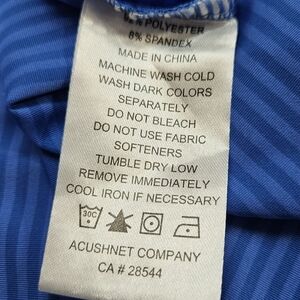 % POLYESTER
8% SPANDEX
MADE IN CHINA
MACHINE WASH COLD
WASH DARK COLORS
SEPARATELY
DO NOT BLEACH
DO NOT USE FABRIC
SOFTENERS
TUMBLE DRY LOW
REMOVE IMMEDIATELY
COOL IRON IF NECESSARY
30C
ACUSHNET COMPANY
CA # 28544